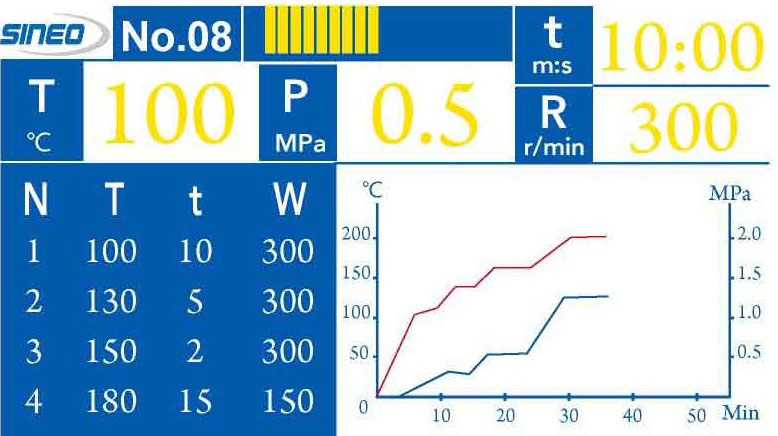 SINEO No.08 t m:s 10:00
T °C 100 P MPa 0.5 R r/min 300
N T t W
1 100 10 300
2 130 5 300
3 150 2 300
4 180 15 150
°C MPa
200 2.0
150 1.5
100 1.0
50 0.5
0 10 20 30 40 50 Min